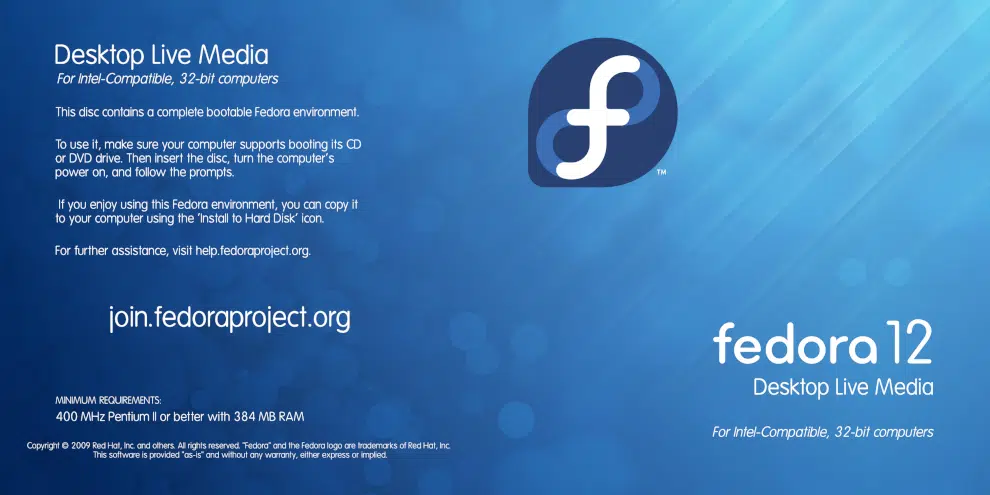 Desktop Live Media
For Intel-Compatible, 32-bit computers
This disc contains a complete bootable Fedora environment.
To use it, make sure your computer supports booting its CD
or DVD drive. Then insert the disc, turn the computer's
power on, and follow the prompts.
If you enjoy using this Fedora environment, you can copy it
to your computer using the 'Install to Hard Disk' icon.
For further assistance, visit help.fedoraproject.org.
join.fedoraproject.org
MINIMUM REQUIREMENTS:
400 MHz Pentium II or better with 384 MB RAM
Copyright © 2009 Red Hat, Inc. and others. All rights reserved. "Fedora" and the Fedora logo are trademarks of Red Hat, Inc.
This software is provided "as-is" and without any warranty, either express or implied.
f
TM
fedora 12
Desktop Live Media
For Intel-Compatible, 32-bit computers